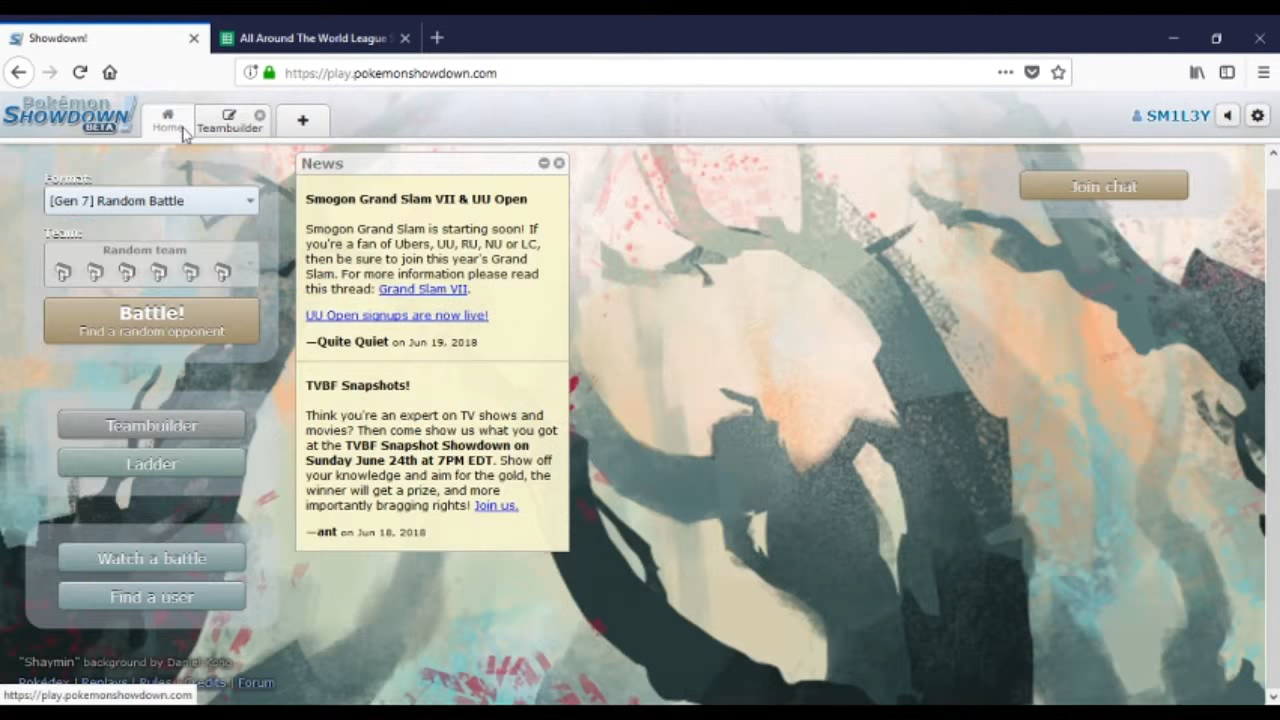 Showdown!
All Around The World League
https://play.pokemonshowdown.com
Pokémon
SHOWDOWN!
BETA
Home
Teambuilder
SM1L3Y
Format:
[Gen 7] Random Battle
Team:
Random team
Battle!
Find a random opponent
Teambuilder
Ladder
Watch a battle
Find a user
"Shaymin" background by Daniel Kong
Pokédex | Replays | Rules | Credits | Forum
https://play.pokemonshowdown.com
News
Smogon Grand Slam VII & UU Open
Smogon Grand Slam is starting soon! If
you're a fan of Ubers, UU, RU, NU or LC,
then be sure to join this year's Grand
Slam. For more information please read
this thread: Grand Slam VII.
UU Open signups are now live!
—Quite Quiet on Jun 19, 2018
TVBF Snapshots!
Think you're an expert on TV shows and
movies? Then come show us what you got
at the TVBF Snapshot Showdown on
Sunday June 24th at 7PM EDT. Show off
your knowledge and aim for the gold, the
winner will get a prize, and more
importantly bragging rights! Join us.
—ant on Jun 18, 2018
Join chat